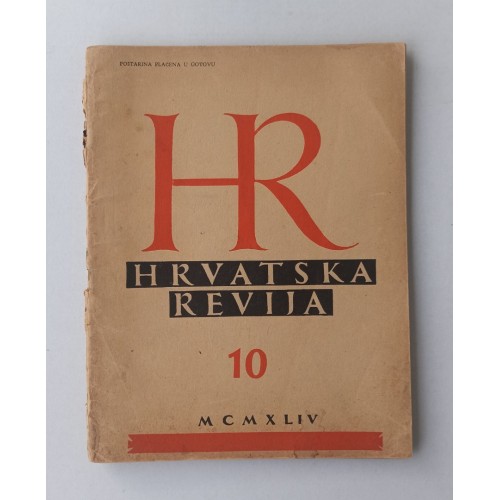 POŠTARINA PLAĆENA U GOTOVU
HR
HRVATSKA
REVIJA
10
MCMXLIV